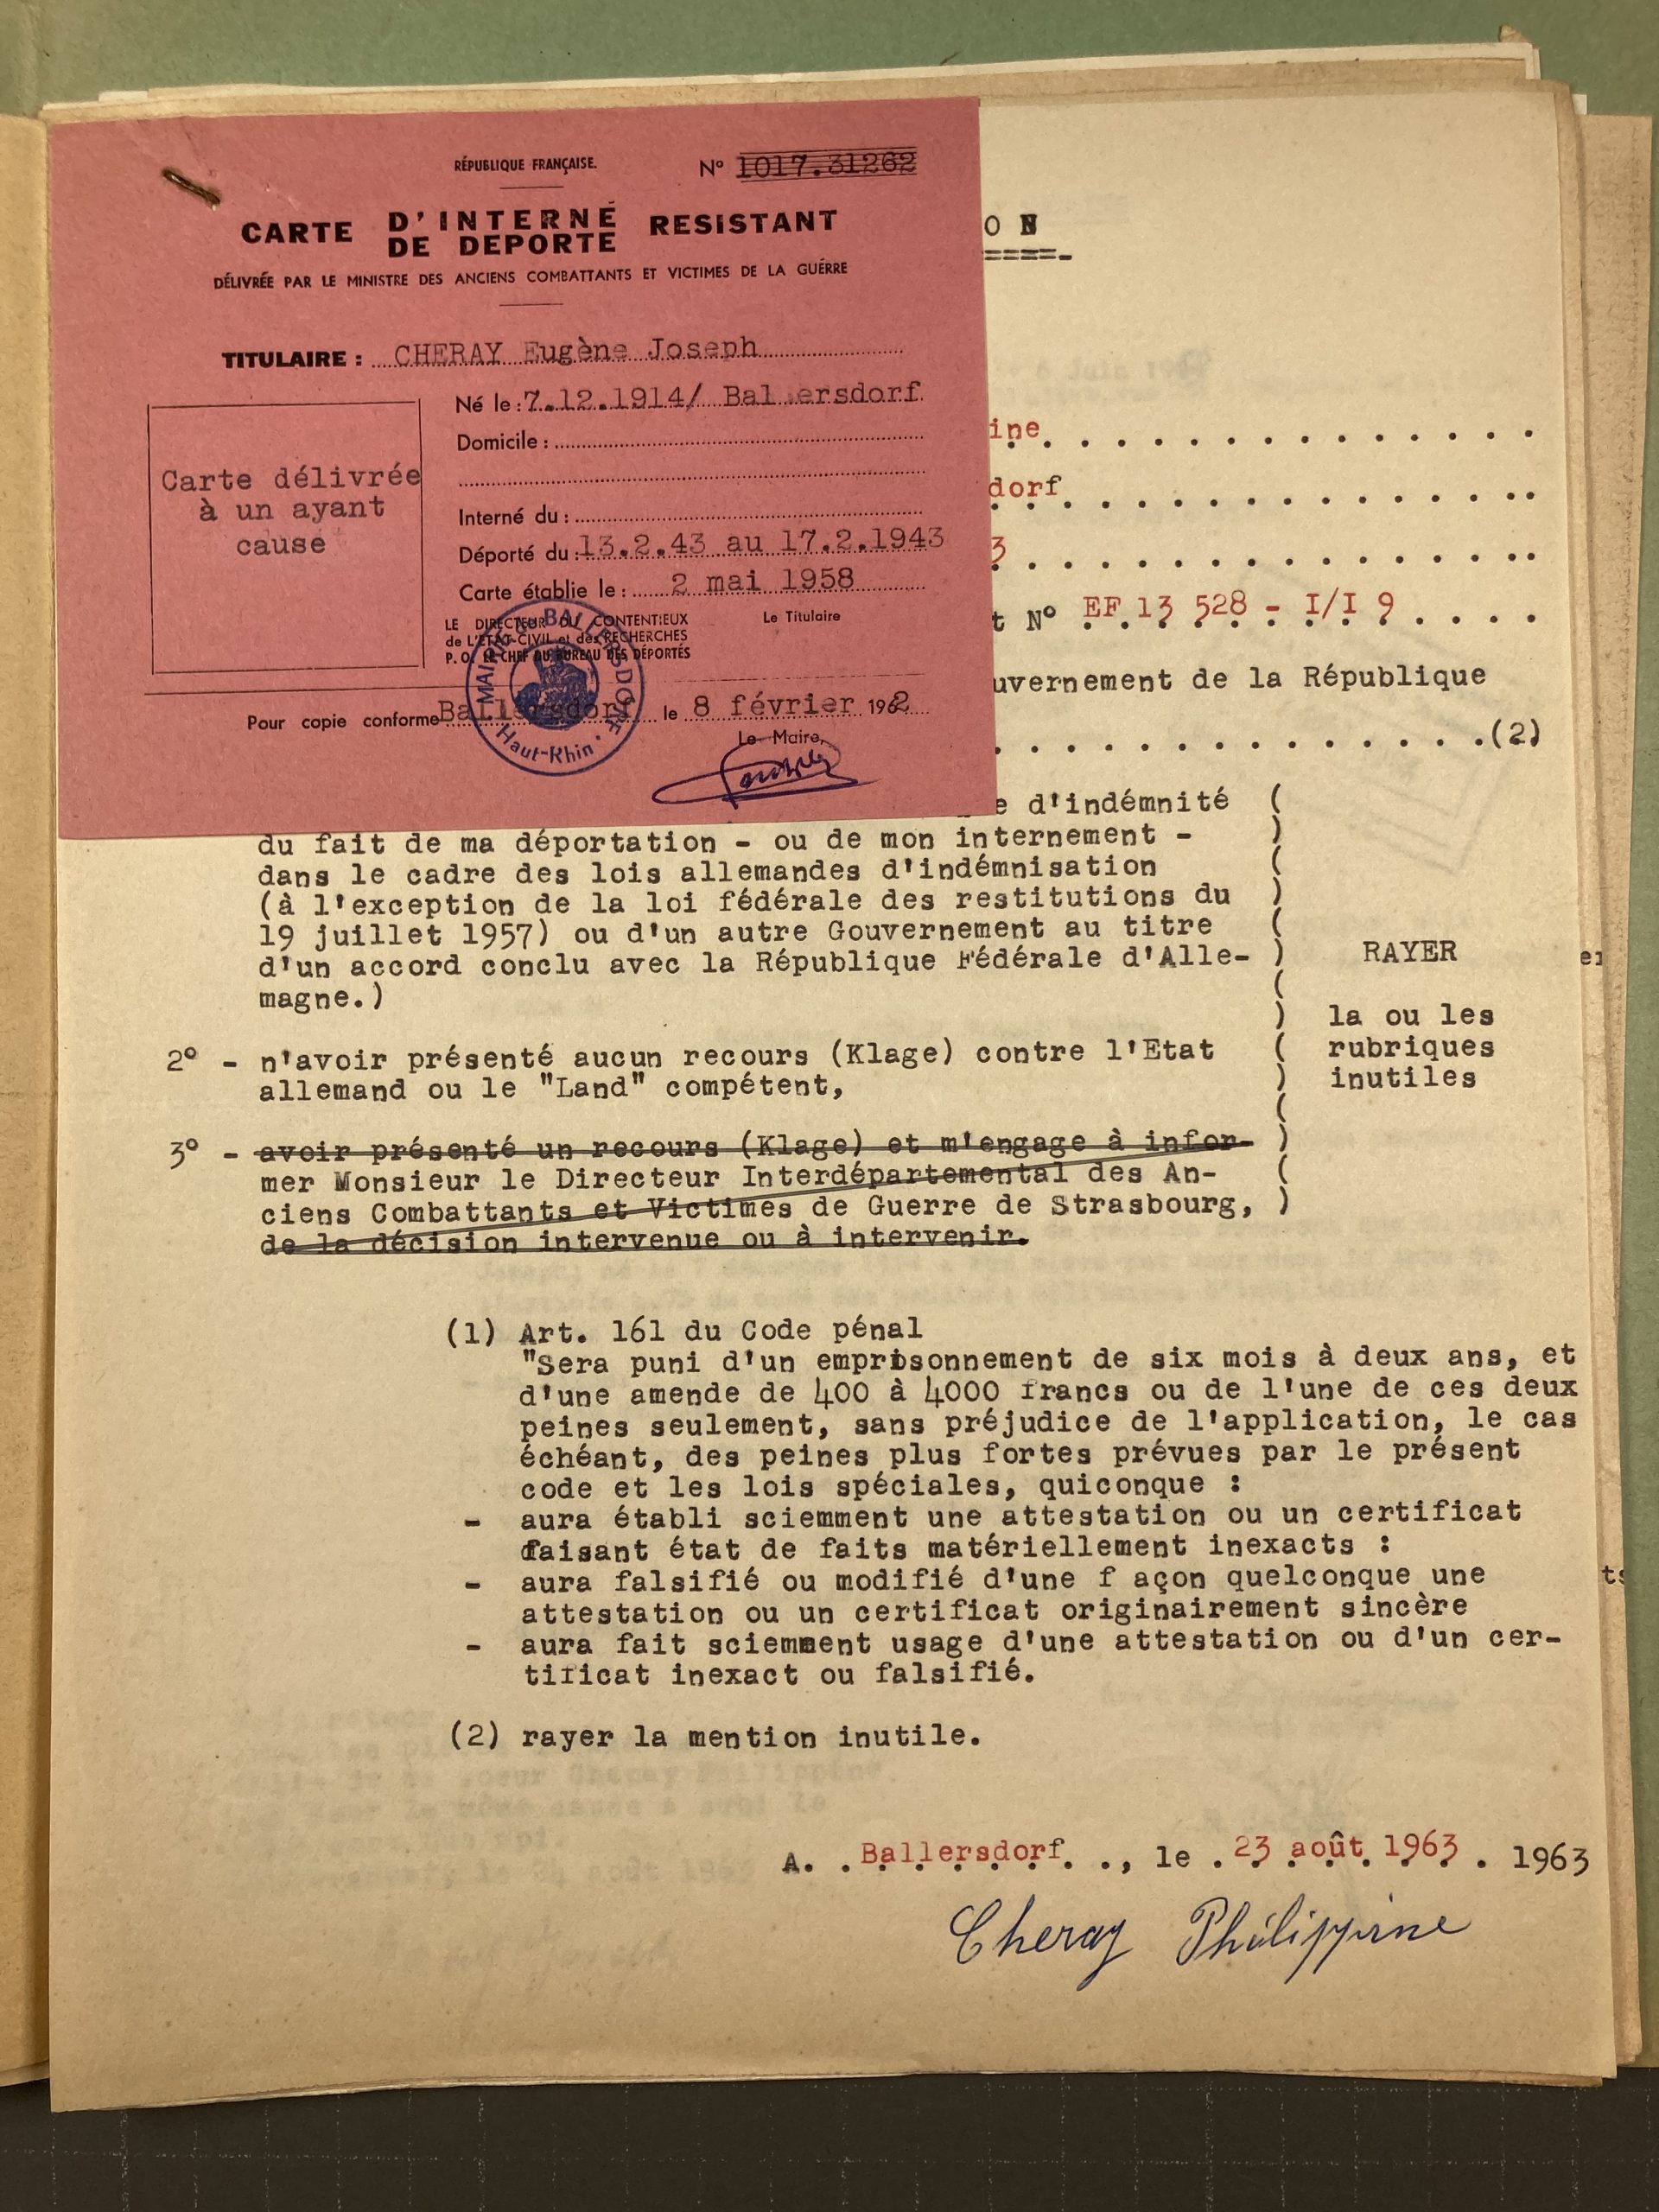 RÉPUBLIQUE FRANÇAISE.
Nº 1017.31262
CARTE D'INTERNÉ RESISTANT
DE DEPORTE
DÉLIVRÉE PAR LE MINISTRE DES ANCIENS COMBATTANTS ET VICTIMES DE LA GUERRE
TITULAIRE : CHERAY Eugène Joseph
Né le : 7.12.1914/ Ballersdorf
Domicile :
Carte délivrée
à un ayant
cause
Interné du :
Déporté du : 13.2.43 au 17.2.1943
Carte établie le : 2 mai 1958
LE DIRECTEUR DU CONTENTIEUX
de L'ETAT-CIVIL et des RECHERCHES
P. O. LE CHEF DU BUREAU DES DÉPORTÉS
Le Titulaire
MAIRIE de BALLERSDORF
Haut-Rhin
Pour copie conforme Ballersdorf le 8 février 1962
Le Maire,
O N
ine
dorf
3
t Nº EF 13 528 - I/I 9
uvernement de la République
(2)
e d'indémnité
du fait de ma déportation - ou de mon internement -
dans le cadre des lois allemandes d'indémnisation
(à l'exception de la loi fédérale des restitutions du
19 juillet 1957) ou d'un autre Gouvernement au titre
d'un accord conclu avec la République Fédérale d'Alle-
magne.)
RAYER
la ou les
rubriques
inutiles
2º - n'avoir présenté aucun recours (Klage) contre l'Etat
allemand ou le "Land" compétent,
3º - avoir présenté un recours (Klage) et m'engage à infor-
mer Monsieur le Directeur Interdépartemental des An-
ciens Combattants et Victimes de Guerre de Strasbourg,
de la décision intervenue ou à intervenir.
(1) Art. 161 du Code pénal
"Sera puni d'un emprisonnement de six mois à deux ans, et
d'une amende de 400 à 4000 francs ou de l'une de ces deux
peines seulement, sans préjudice de l'application, le cas
échéant, des peines plus fortes prévues par le présent
code et les lois spéciales, quiconque :
- aura établi sciemment une attestation ou un certificat
faisant état de faits matériellement inexacts :
- aura falsifié ou modifié d'une f açon quelconque une
attestation ou un certificat originairement sincère
- aura fait sciemment usage d'une attestation ou d'un cer-
tificat inexact ou falsifié.
(2) rayer la mention inutile.
A. . Ballersdorf. ., le . 23 août 1963 . 1963
Cheray Philippine